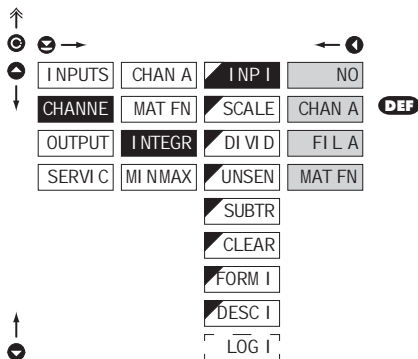 INPUTS CHAN A INP I NO
CHANNE MAT FN SCALE CHAN A DEF
OUTPUT INTEGR DIVID FIL A
SERVIC MINMAX UNSEN MAT FN
SUBTR
CLEAR
FORM I
DESC I
LOG I